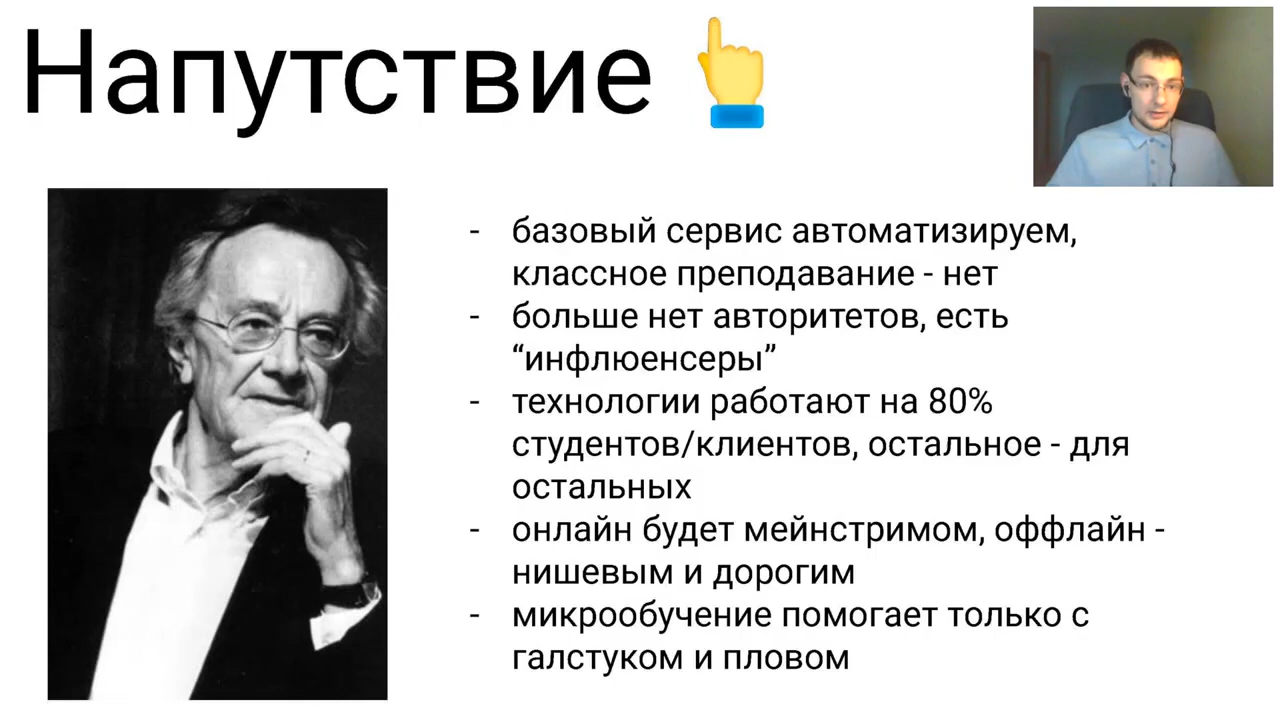 Напутствие
- базовый сервис автоматизируем,
классное преподавание - нет
- больше нет авторитетов, есть
“инфлюенсеры”
- технологии работают на 80%
студентов/клиентов, остальное - для
остальных
- онлайн будет мейнстримом, оффлайн -
нишевым и дорогим
- микрообучение помогает только с
галстуком и пловом